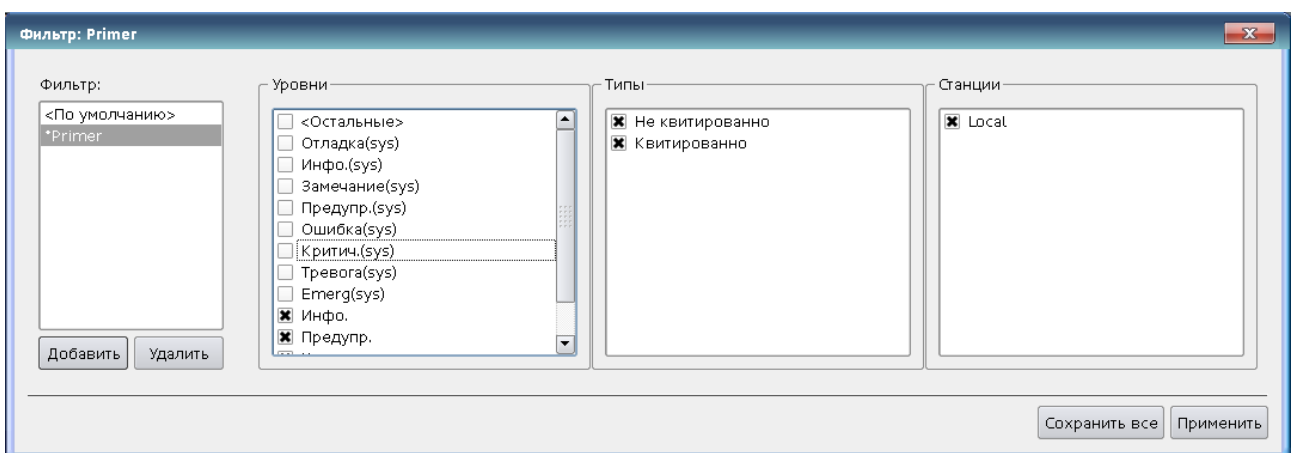 Фильтр: Primer
Фильтр:
<По умолчанию>
*Primer
Добавить
Удалить
Уровни
<Остальные>
Отладка(sys)
Инфо.(sys)
Замечание(sys)
Предупр.(sys)
Ошибка(sys)
Критич.(sys)
Тревога(sys)
Emerg(sys)
Инфо.
Предупр.
Типы
Не квитированно
Квитированно
Станции
Local
Сохранить все
Применить